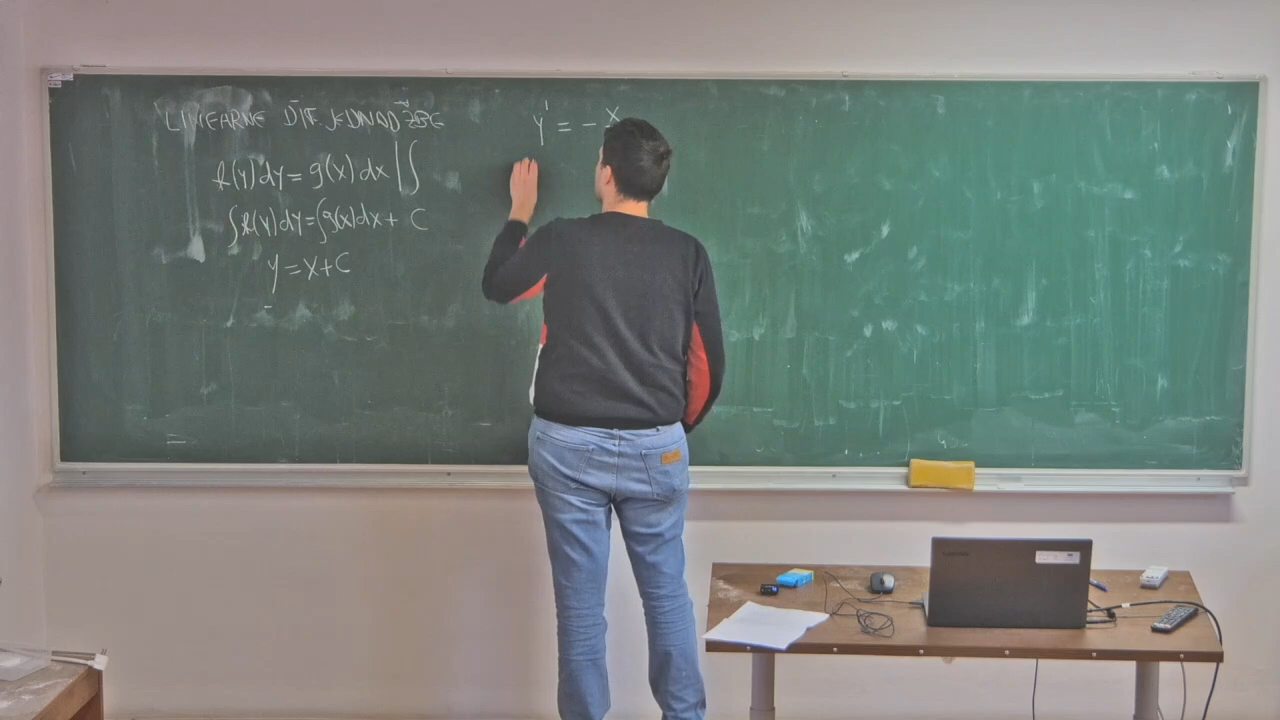 LINEARNE DIF. JEDNADŽBE
h(y)dy = g(x)dx |∫
∫h(y)dy = ∫g(x)dx + C
y = x + C
y' = - x